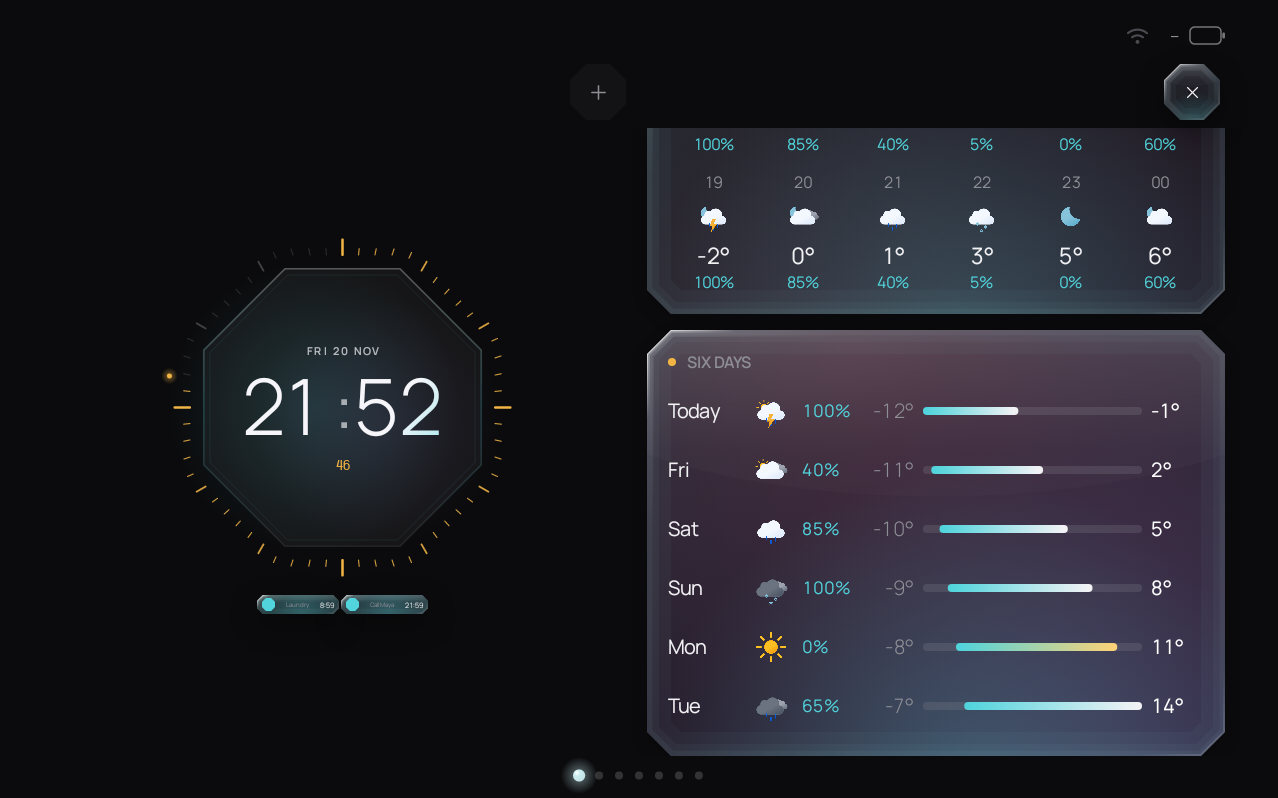 FRI 20 NOV
21:52
46
Laundry 8:59
Call Maya 21:59
100% 85% 40% 5% 0% 60%
19 20 21 22 23 00
-2° 0° 1° 3° 5° 6°
100% 85% 40% 5% 0% 60%
SIX DAYS
Today 100% -12° -1°
Fri 40% -11° 2°
Sat 85% -10° 5°
Sun 100% -9° 8°
Mon 0% -8° 11°
Tue 65% -7° 14°